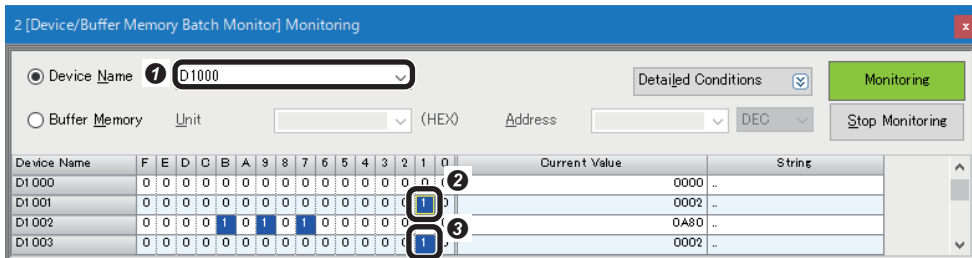 2 [Device/Buffer Memory Batch Monitor] Monitoring x
Device Name 1 D1000 Detailed Conditions Monitoring
Buffer Memory Unit (HEX) Address DEC Stop Monitoring
Device Name F E D C B A 9 8 7 6 5 4 3 2 1 0 Current Value String
D1000 0 0 0 0 0 0 0 0 0 0 0 0 0 0 0 2 0000 ..
D1001 0 0 0 0 0 0 0 0 0 0 0 0 0 0 1 0 0002 ..
D1002 0 0 0 0 1 0 1 0 1 0 0 0 0 0 3 0A80 ..
D1003 0 0 0 0 0 0 0 0 0 0 0 0 0 0 1 0002 ..